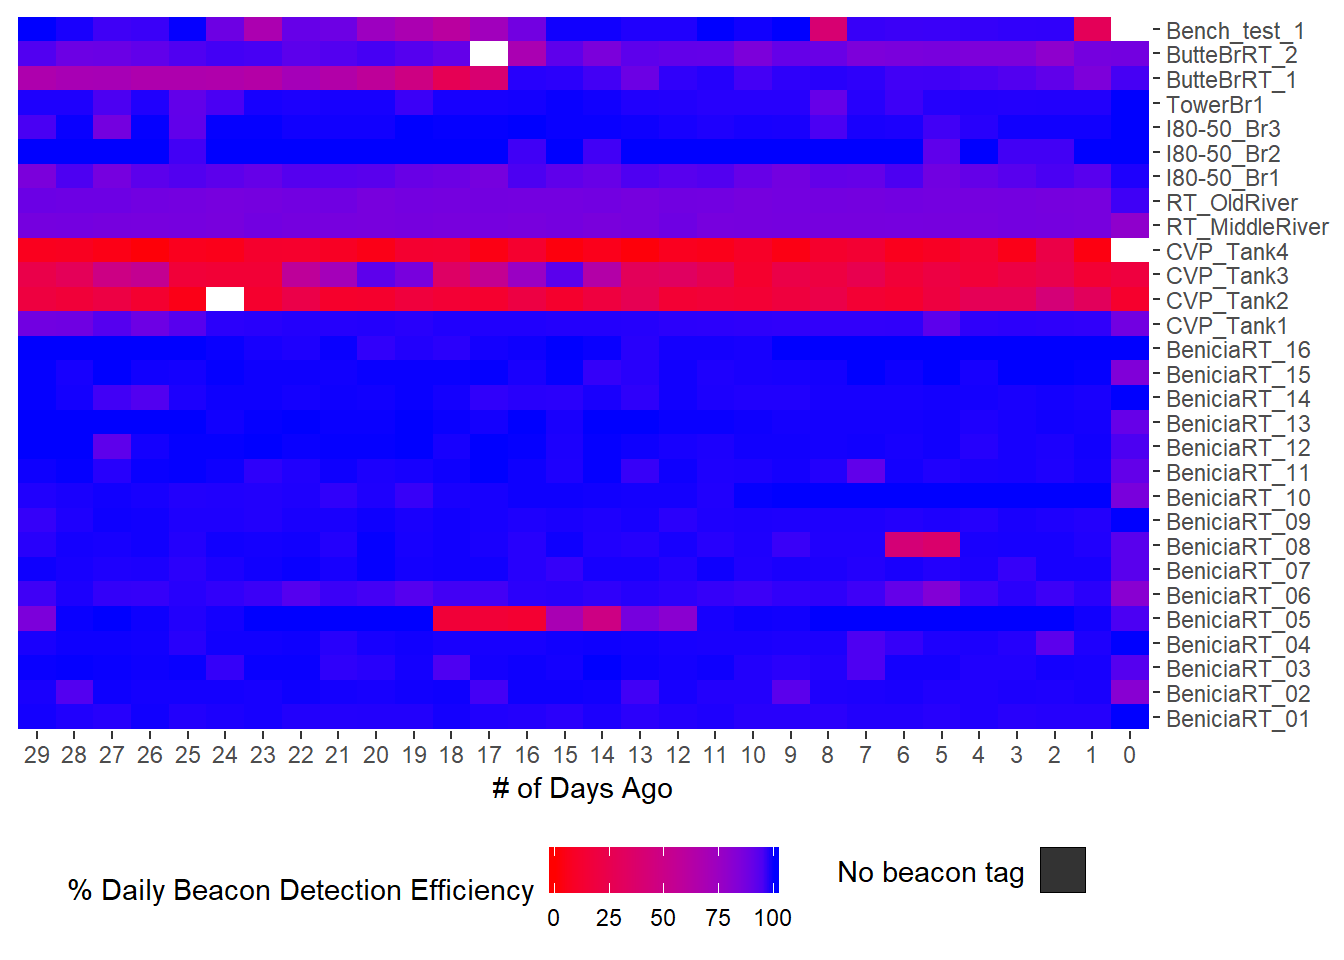 Bench_test_1
ButteBrRT_2
ButteBrRT_1
TowerBr1
I80-50_Br3
I80-50_Br2
I80-50_Br1
RT_OldRiver
RT_MiddleRiver
CVP_Tank4
CVP_Tank3
CVP_Tank2
CVP_Tank1
BeniciaRT_16
BeniciaRT_15
BeniciaRT_14
BeniciaRT_13
BeniciaRT_12
BeniciaRT_11
BeniciaRT_10
BeniciaRT_09
BeniciaRT_08
BeniciaRT_07
BeniciaRT_06
BeniciaRT_05
BeniciaRT_04
BeniciaRT_03
BeniciaRT_02
BeniciaRT_01
29 28 27 26 25 24 23 22 21 20 19 18 17 16 15 14 13 12 11 10 9 8 7 6 5 4 3 2 1 0
# of Days Ago
% Daily Beacon Detection Efficiency
0 25 50 75 100
No beacon tag